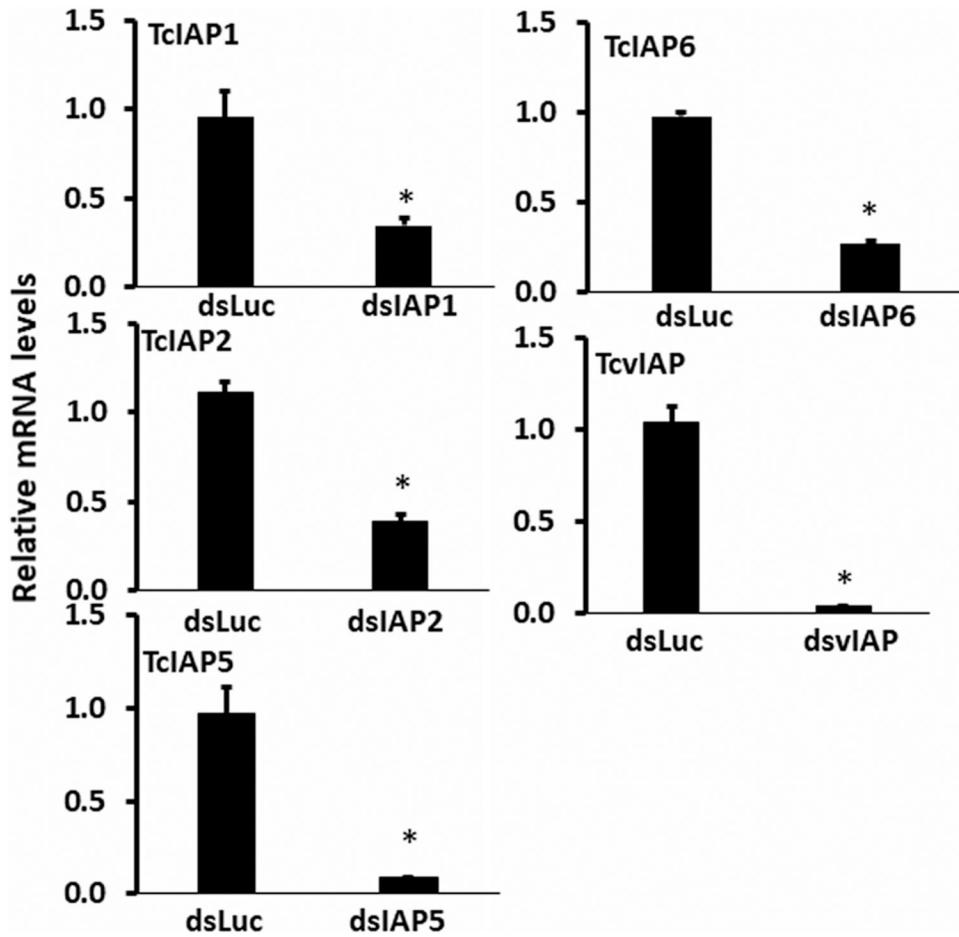 Relative mRNA levels
TcIAP1
1.5
1.0
0.5
0.0
*
dsLuc dsIAP1
TcIAP2
1.5
1.0
0.5
0.0
*
dsLuc dsIAP2
TcIAP5
1.5
1.0
0.5
0.0
*
dsLuc dsIAP5
TcIAP6
1.5
1.0
0.5
0.0
*
dsLuc dsIAP6
TcvIAP
1.5
1.0
0.5
0.0
*
dsLuc dsvIAP